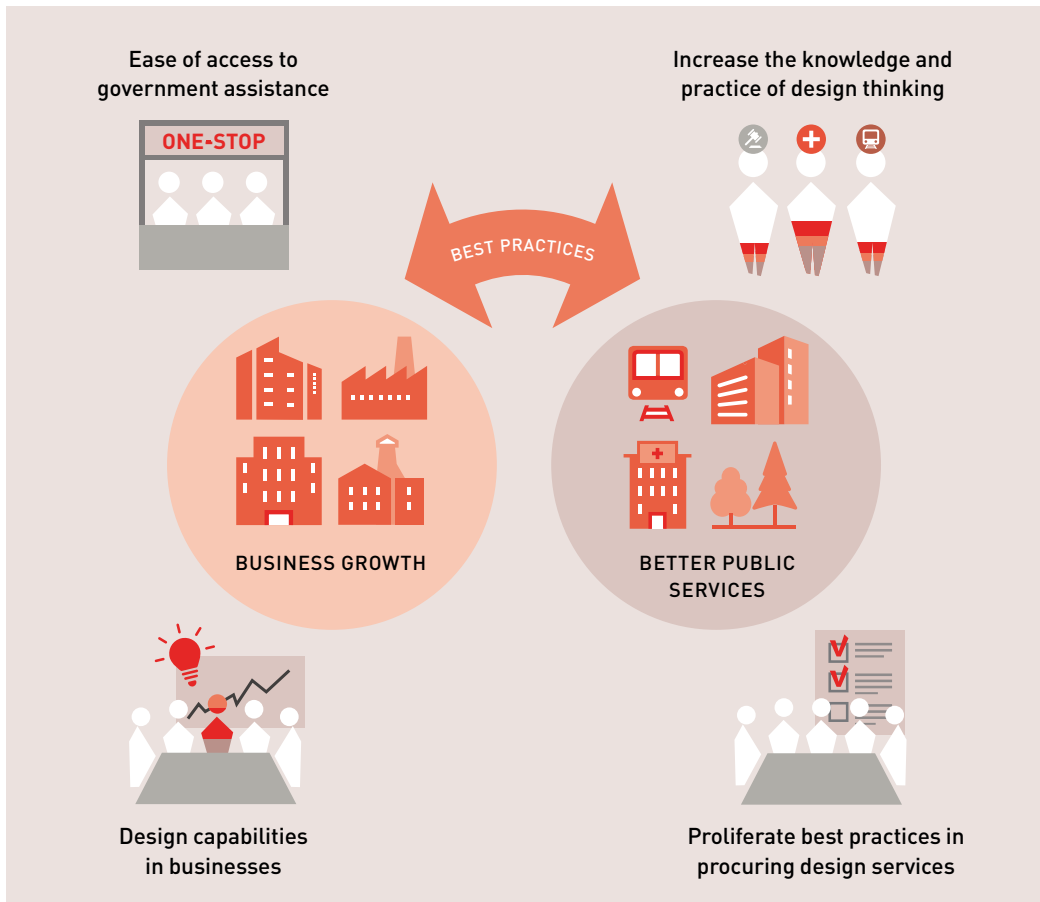 Ease of access to
government assistance
ONE-STOP
Increase the knowledge and
practice of design thinking
BEST PRACTICES
BUSINESS GROWTH
BETTER PUBLIC
SERVICES
Design capabilities
in businesses
Proliferate best practices in
procuring design services